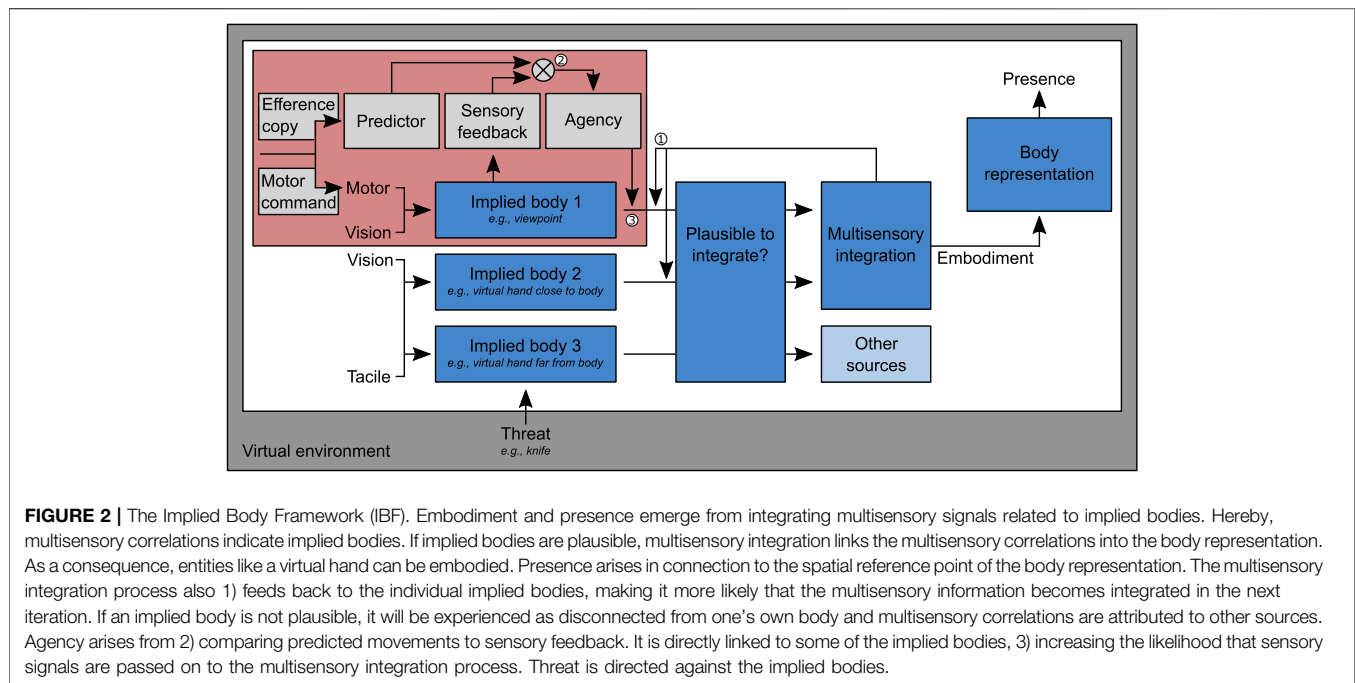 ②
Presence
Efference
copy
Predictor
Sensory
feedback
Agency
Body
representation
①
Motor
command
Motor
Vision
Implied body 1
e.g., viewpoint
③
Plausible to
integrate?
Multisensory
integration
Embodiment
Vision
Implied body 2
e.g., virtual hand close to body
Implied body 3
e.g., virtual hand far from body
Other
sources
Tacile
Threat
e.g., knife
Virtual environment
FIGURE 2 | The Implied Body Framework (IBF). Embodiment and presence emerge from integrating multisensory signals related to implied bodies. Hereby,
multisensory correlations indicate implied bodies. If implied bodies are plausible, multisensory integration links the multisensory correlations into the body representation.
As a consequence, entities like a virtual hand can be embodied. Presence arises in connection to the spatial reference point of the body representation. The multisensory
integration process also 1) feeds back to the individual implied bodies, making it more likely that the multisensory information becomes integrated in the next
iteration. If an implied body is not plausible, it will be experienced as disconnected from one's own body and multisensory correlations are attributed to other sources.
Agency arises from 2) comparing predicted movements to sensory feedback. It is directly linked to some of the implied bodies, 3) increasing the likelihood that sensory
signals are passed on to the multisensory integration process. Threat is directed against the implied bodies.